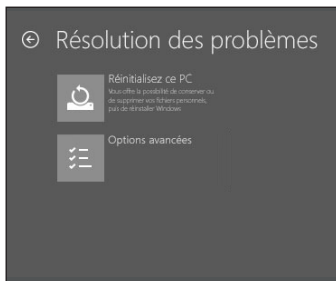 Résolution des problèmes
Réinitialisez ce PC
Vous offre la possibilité de conserver ou
de supprimer vos fichiers personnels,
puis de réinstaller Windows.
Options avancées